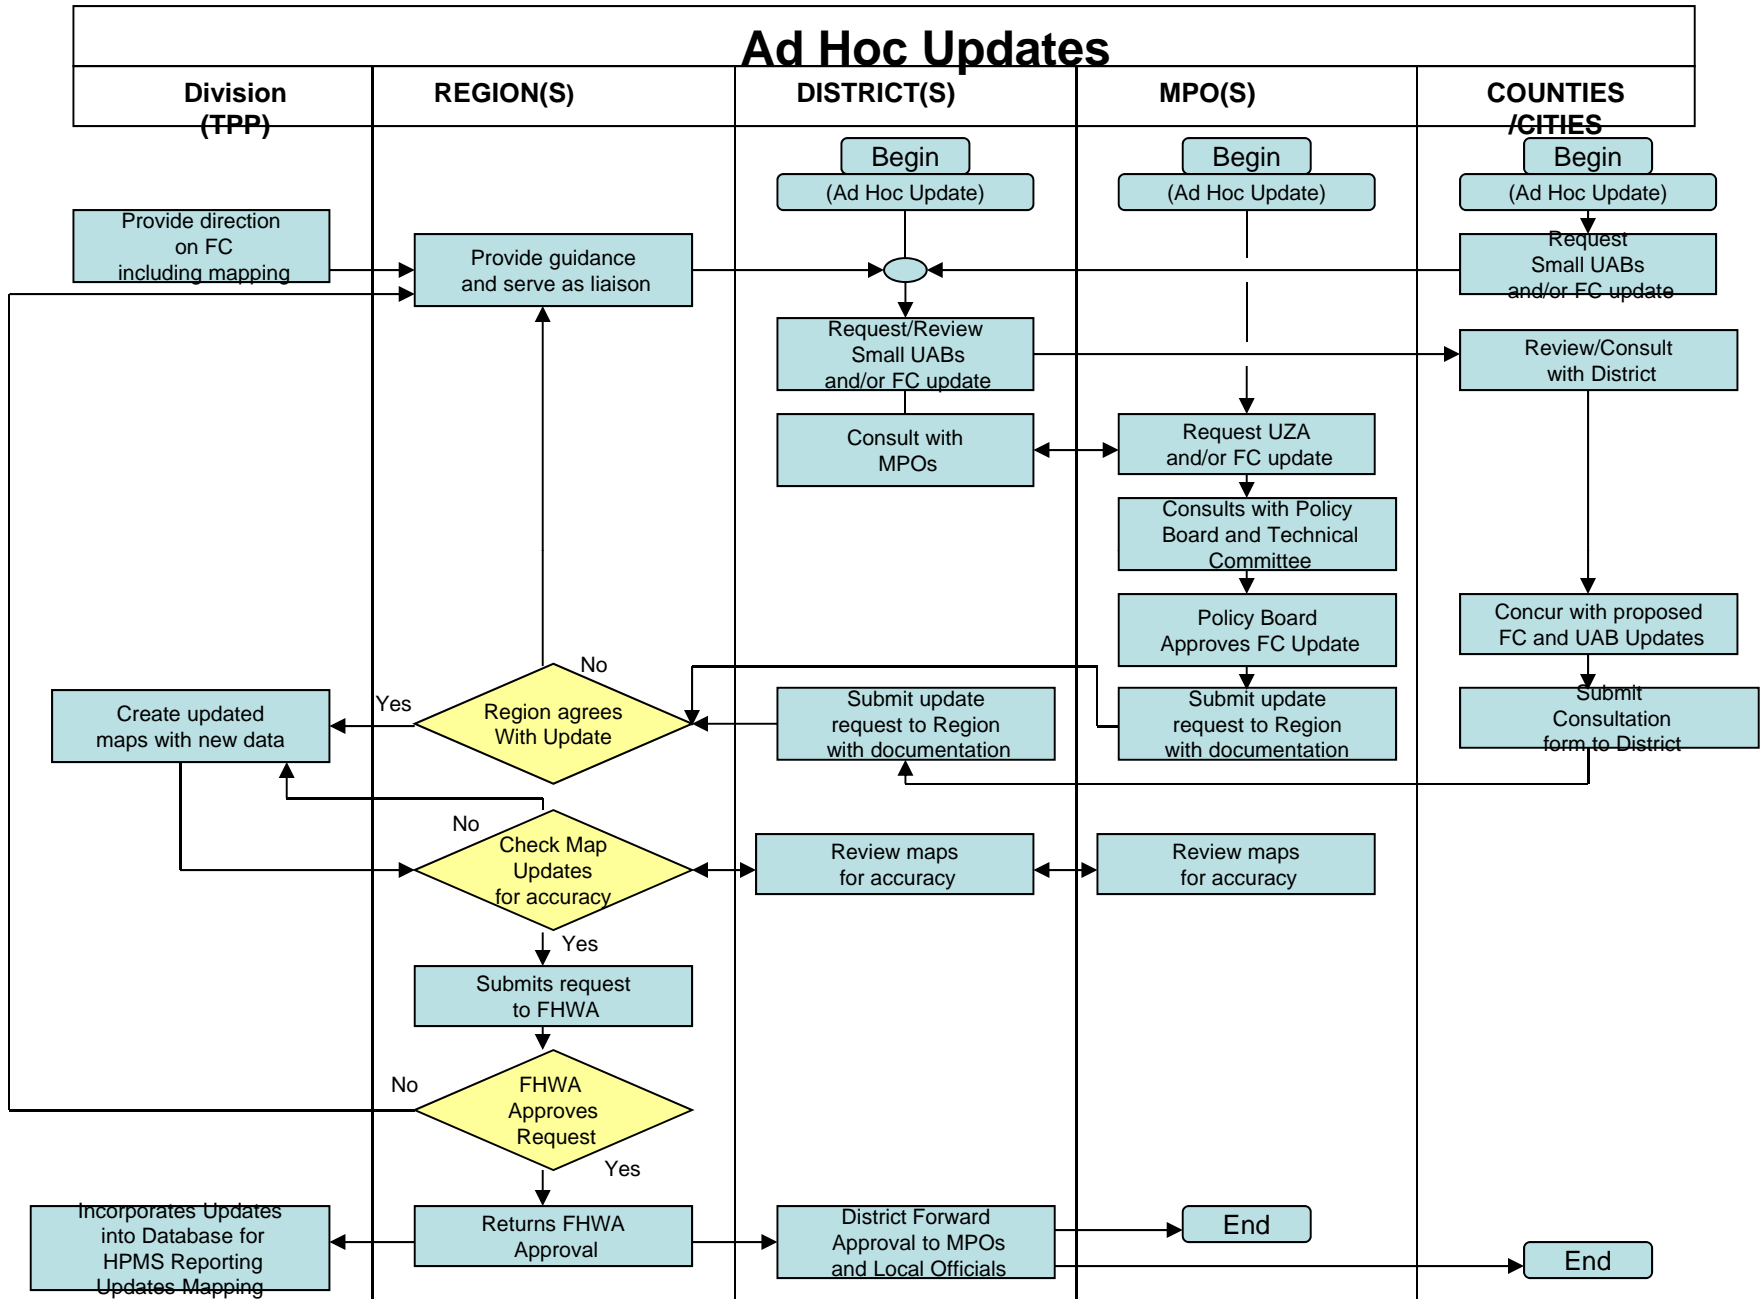 Ad Hoc Updates
Division
(TPP)
REGION(S)
DISTRICT(S)
MPO(S)
COUNTIES
/CITIES
Begin
Begin
Begin
(Ad Hoc Update)
(Ad Hoc Update)
(Ad Hoc Update)
Provide direction
on FC
including mapping
Provide guidance
and serve as liaison
Request
Small UABs
and/or FC update
Request/Review
Small UABs
and/or FC update
Review/Consult
with District
Consult with
MPOs
Request UZA
and/or FC update
Consults with Policy
Board and Technical
Committee
Policy Board
Approves FC Update
Concur with proposed
FC and UAB Updates
No
Yes
Create updated
maps with new data
Region agrees
With Update
Submit update
request to Region
with documentation
Submit update
request to Region
with documentation
Submit
Consultation
form to District
No
Check Map
Updates
for accuracy
Review maps
for accuracy
Review maps
for accuracy
Yes
Submits request
to FHWA
No
FHWA
Approves
Request
Yes
Incorporates Updates
into Database for
HPMS Reporting
Updates Mapping
Returns FHWA
Approval
District Forward
Approval to MPOs
and Local Officials
End
End